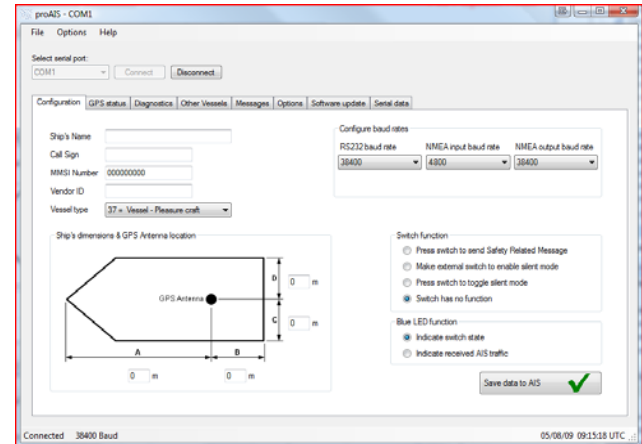 proAIS - COM1
File Options Help
Select serial port:
COM1 Connect Disconnect
Configuration GPS status Diagnostics Other Vessels Messages Options Software update Serial data
Ship's Name
Call Sign
MMSI Number 000000000
Vendor ID
Vessel type 37 = Vessel - Pleasure craft
Configure baud rates
RS232 baud rate NMEA input baud rate NMEA output baud rate
38400 4800 38400
Ship's dimensions & GPS Antenna location
GPS Antenna
D 0 m
C 0 m
A B
0 m 0 m
Switch function
Press switch to send Safety Related Message
Make external switch to enable silent mode
Press switch to toggle silent mode
Switch has no function
Blue LED function
Indicate switch state
Indicate received AIS traffic
Save data to AIS
Connected 38400 Baud 05/08/09 09:15:18 UTC